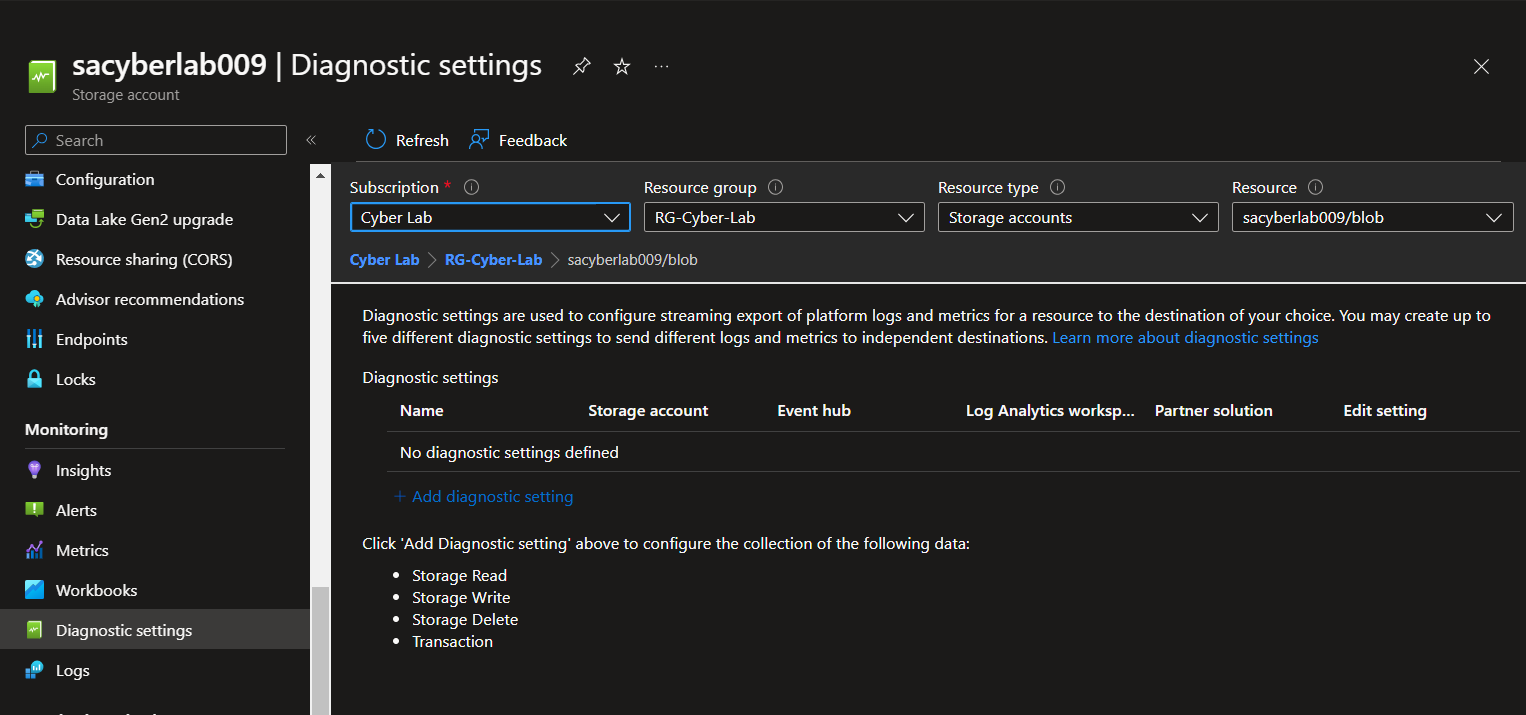 sacyberlab009 | Diagnostic settings
Storage account
Search
Refresh
Feedback
Configuration
Data Lake Gen2 upgrade
Resource sharing (CORS)
Advisor recommendations
Endpoints
Locks
Monitoring
Insights
Alerts
Metrics
Workbooks
Diagnostic settings
Logs
Subscription *
Resource group
Resource type
Resource
Cyber Lab
RG-Cyber-Lab
Storage accounts
sacyberlab009/blob
Cyber Lab > RG-Cyber-Lab > sacyberlab009/blob
Diagnostic settings are used to configure streaming export of platform logs and metrics for a resource to the destination of your choice. You may create up to
five different diagnostic settings to send different logs and metrics to independent destinations. Learn more about diagnostic settings
Diagnostic settings
Name
Storage account
Event hub
Log Analytics worksp...
Partner solution
Edit setting
No diagnostic settings defined
+ Add diagnostic setting
Click 'Add Diagnostic setting' above to configure the collection of the following data:
• Storage Read
• Storage Write
• Storage Delete
• Transaction